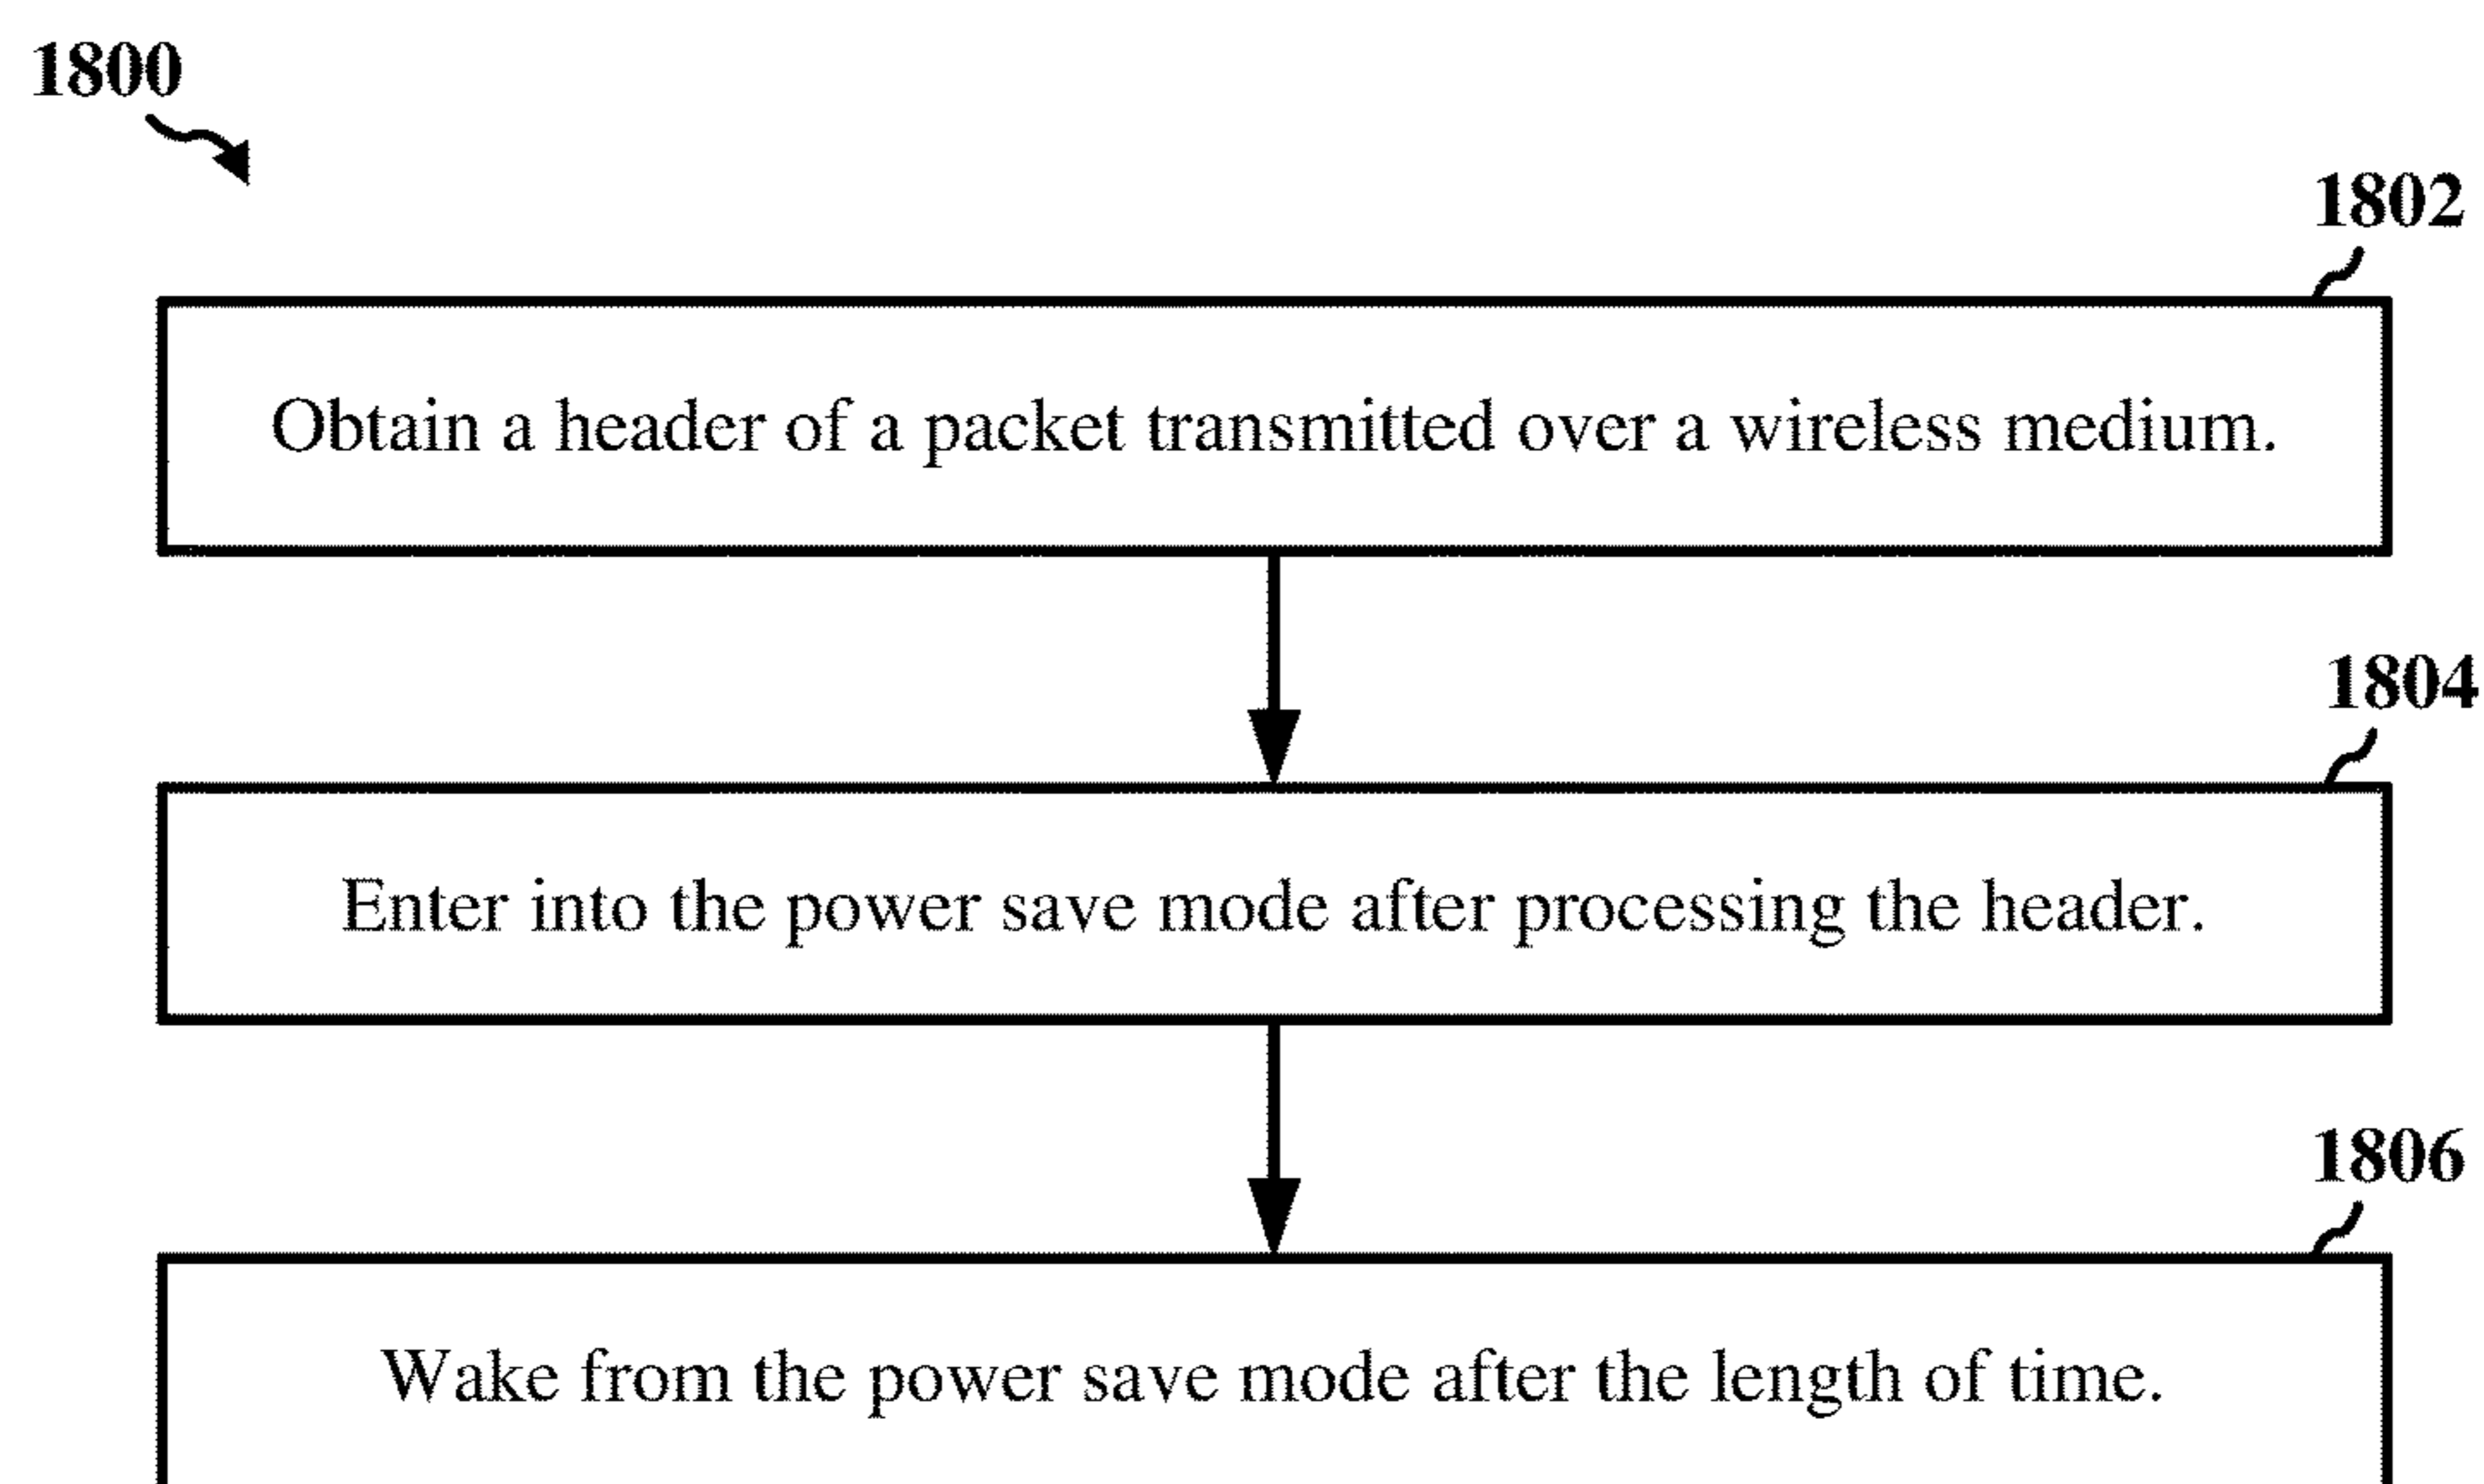 1800
1802
Obtain a header of a packet transmitted over a wireless medium.
1804
Enter into the power save mode after processing the header.
1806
Wake from the power save mode after the length of time.